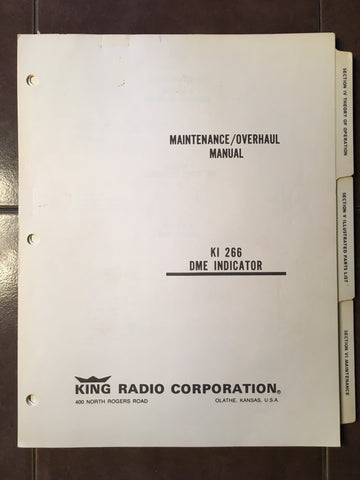 MAINTENANCE/OVERHAUL
MANUAL
KI 266
DME INDICATOR
KING RADIO CORPORATION®
400 NORTH ROGERS ROAD OLATHE, KANSAS, U.S.A.
SECTION IV THEORY OF OPERATION
SECTION V ILLUSTRATED PARTS LIST
SECTION VI MAINTENANCE